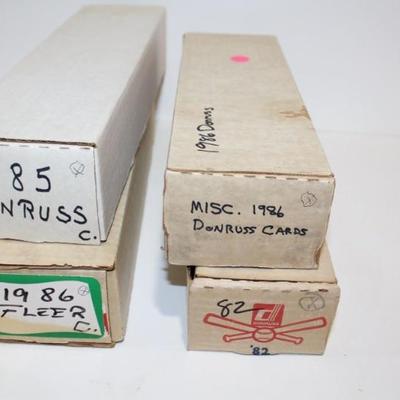 85
NRUSS
C.
1986
FLEER
C.
1986 Donruss
MISC. 1986
DONRUSS CARDS
82
'82